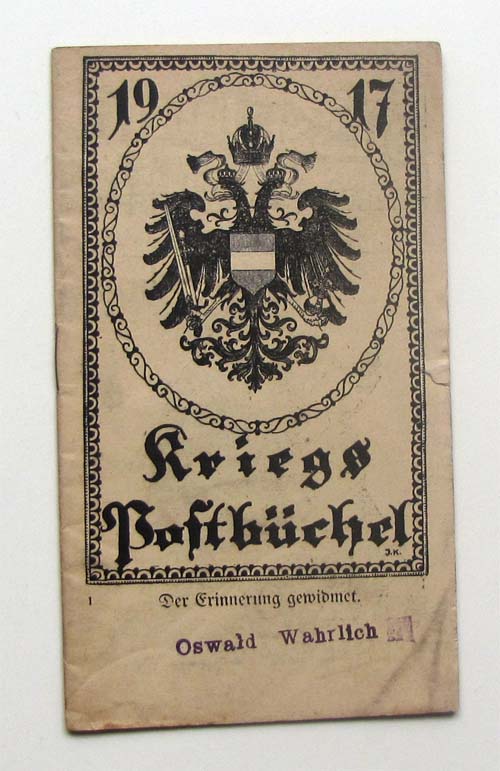 1917
Kriegs
Postbüchel
J.K.
1 Der Erinnerung gewidmet.
Oswald Wahrlich